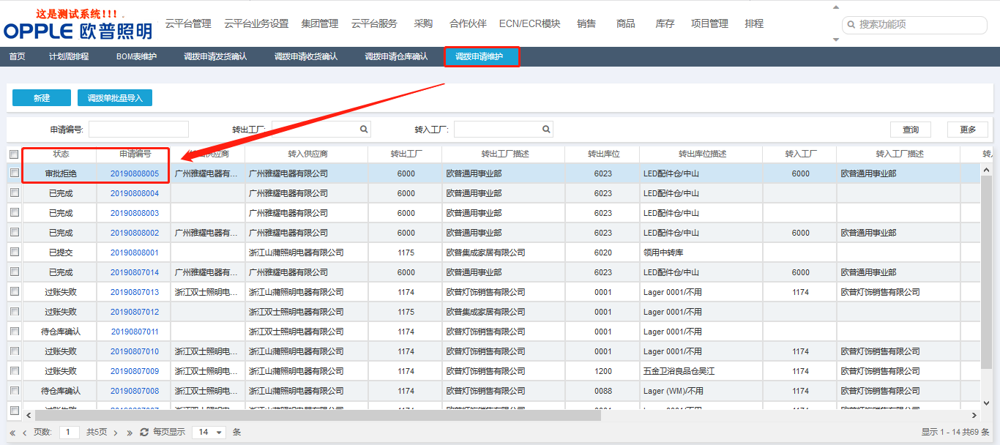 这是测试系统!!! .
OPPLE 欧普照明
云平台管理 云平台业务设置 集团管理 云平台服务 采购 合作伙伴 ECN/ECR模块 销售 商品 库存 项目管理 排程
搜索功能项
首页 计划周排程 BOM表维护 调拨申请发货确认 调拨申请收货确认 调拨申请仓库确认 调拨申请维护
新建 调拨单批量导入
申请编号: 转出工厂: 转入工厂: 查询 更多
状态 申请编号 供应商 转入供应商 转出工厂 转出工厂描述 转出库位 转出库位描述 转入工厂 转入工厂描述 转入
审批拒绝 20190808005 广州雅耀电器有... 广州雅耀电器有限公司 6000 欧普通用事业部 6023 LED配件仓/中山 6000 欧普通用事业部
已完成 20190808004 广州雅耀电器有限公司 6000 欧普通用事业部 6023 LED配件仓/中山
已完成 20190808003 广州雅耀电器有限公司 6000 欧普通用事业部 6023 LED配件仓/中山
已完成 20190808002 广州雅耀电器有... 广州雅耀电器有限公司 6000 欧普通用事业部 6023 LED配件仓/中山 6000 欧普通用事业部
已提交 20190808001 浙江山蒲照明电器有限公司 1175 欧普集成家居有限公司 6020 领用中转库
已完成 20190807014 广州雅耀电器有... 广州雅耀电器有限公司 6000 欧普通用事业部 6023 LED配件仓/中山 6000 欧普通用事业部
过账失败 20190807013 浙江双士照明电... 浙江山蒲照明电器有限公司 1174 欧普灯饰销售有限公司 0001 Lager 0001/不用 1174 欧普灯饰销售有限公司
过账失败 20190807012 浙江双士照明电器有限公司 1175 欧普集成家居有限公司 0001 Lager 0001/不用
待仓库确认 20190807011 浙江双士照明电器有限公司 1174 欧普灯饰销售有限公司 0001 Lager 0001/不用
过账失败 20190807010 浙江双士照明电... 浙江山蒲照明电器有限公司 1174 欧普灯饰销售有限公司 0001 Lager 0001/不用 1174 欧普灯饰销售有限公司
过账失败 20190807009 浙江双士照明电... 浙江山蒲照明电器有限公司 1174 欧普灯饰销售有限公司 1200 五金卫浴良品仓吴江 1174 欧普灯饰销售有限公司
待仓库确认 20190807008 浙江双士照明电... 浙江山蒲照明电器有限公司 1174 欧普灯饰销售有限公司 0088 Lager (WM)/不用 1174 欧普灯饰销售有限公司
页数: 1 共5页 每页显示 14 条 显示 1 - 14 共69 条